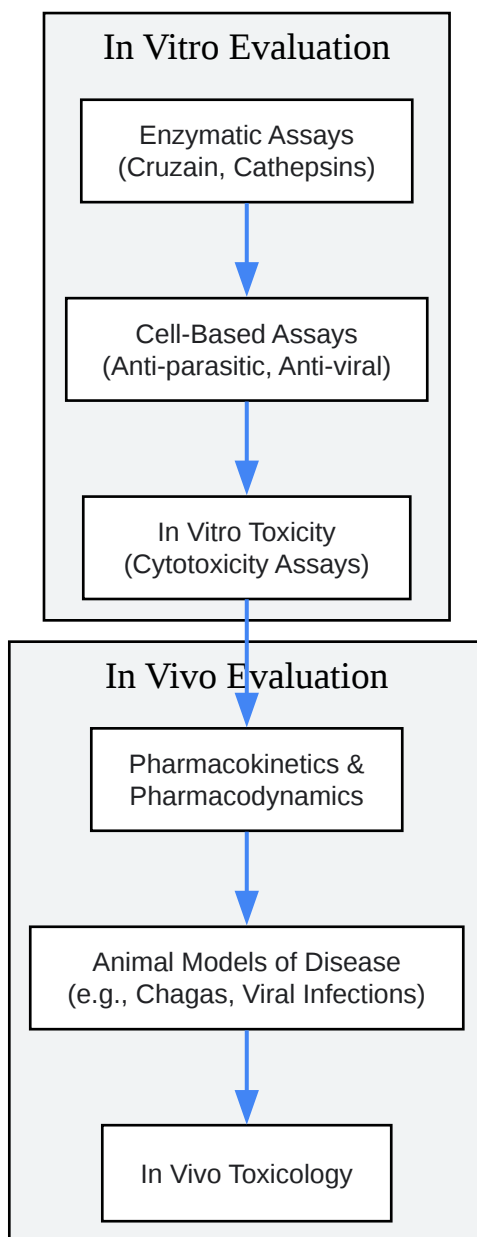 In Vitro Evaluation
Enzymatic Assays
(Cruzain, Cathepsins)
Cell-Based Assays
(Anti-parasitic, Anti-viral)
In Vitro Toxicity
(Cytotoxicity Assays)
In Vivo Evaluation
Pharmacokinetics &
Pharmacodynamics
Animal Models of Disease
(e.g., Chagas, Viral Infections)
In Vivo Toxicology